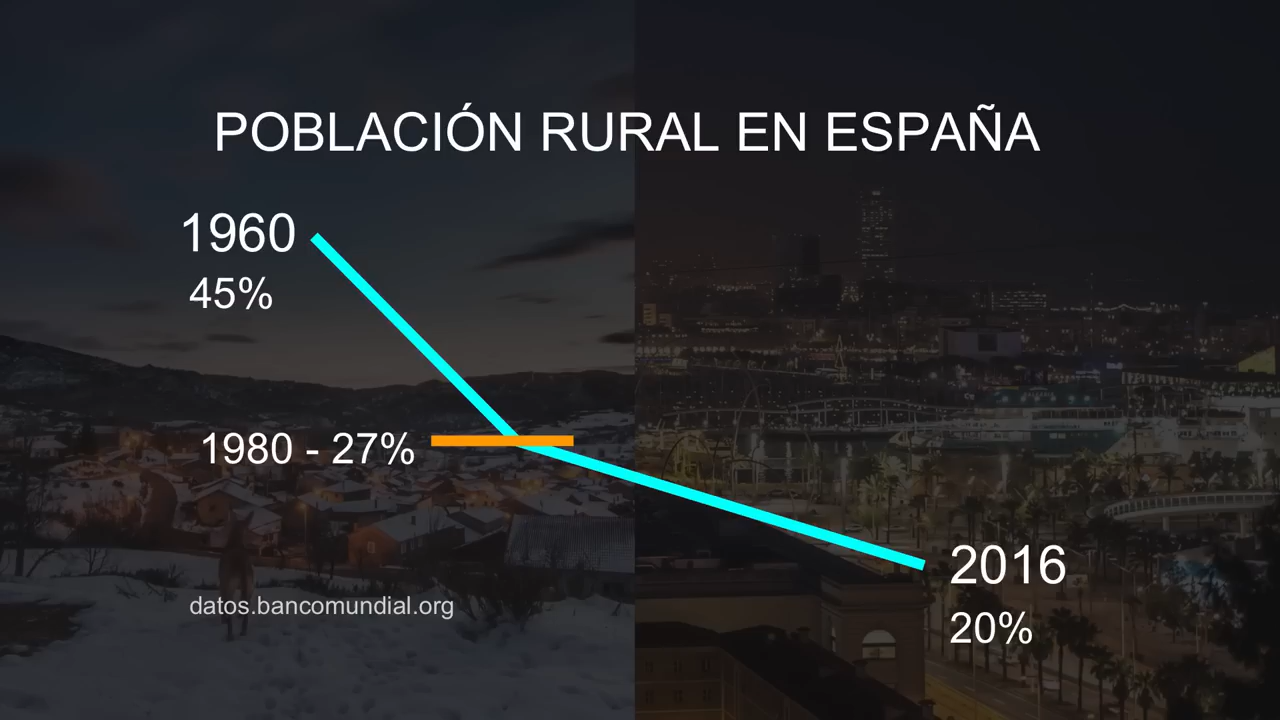 POBLACIÓN RURAL EN ESPAÑA
1960
45%
1980 - 27%
2016
20%
datos.bancomundial.org